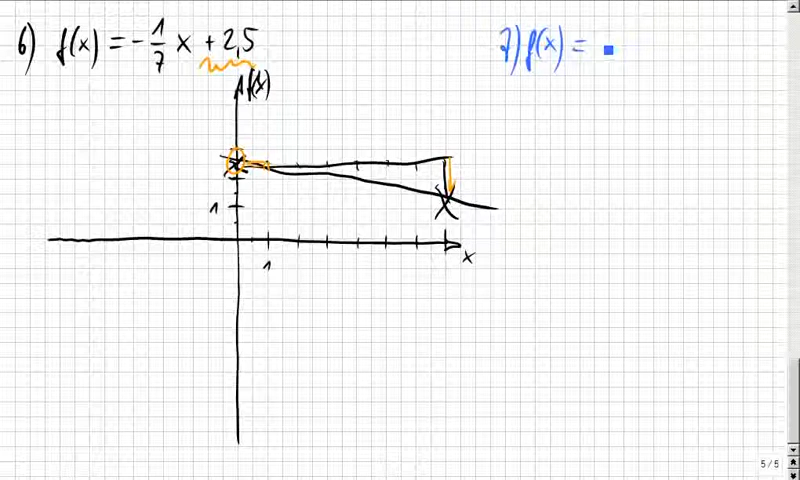 6) f(x) = -1/7 x + 2,5
7) f(x) =
f(x)
1
1
x
5/5